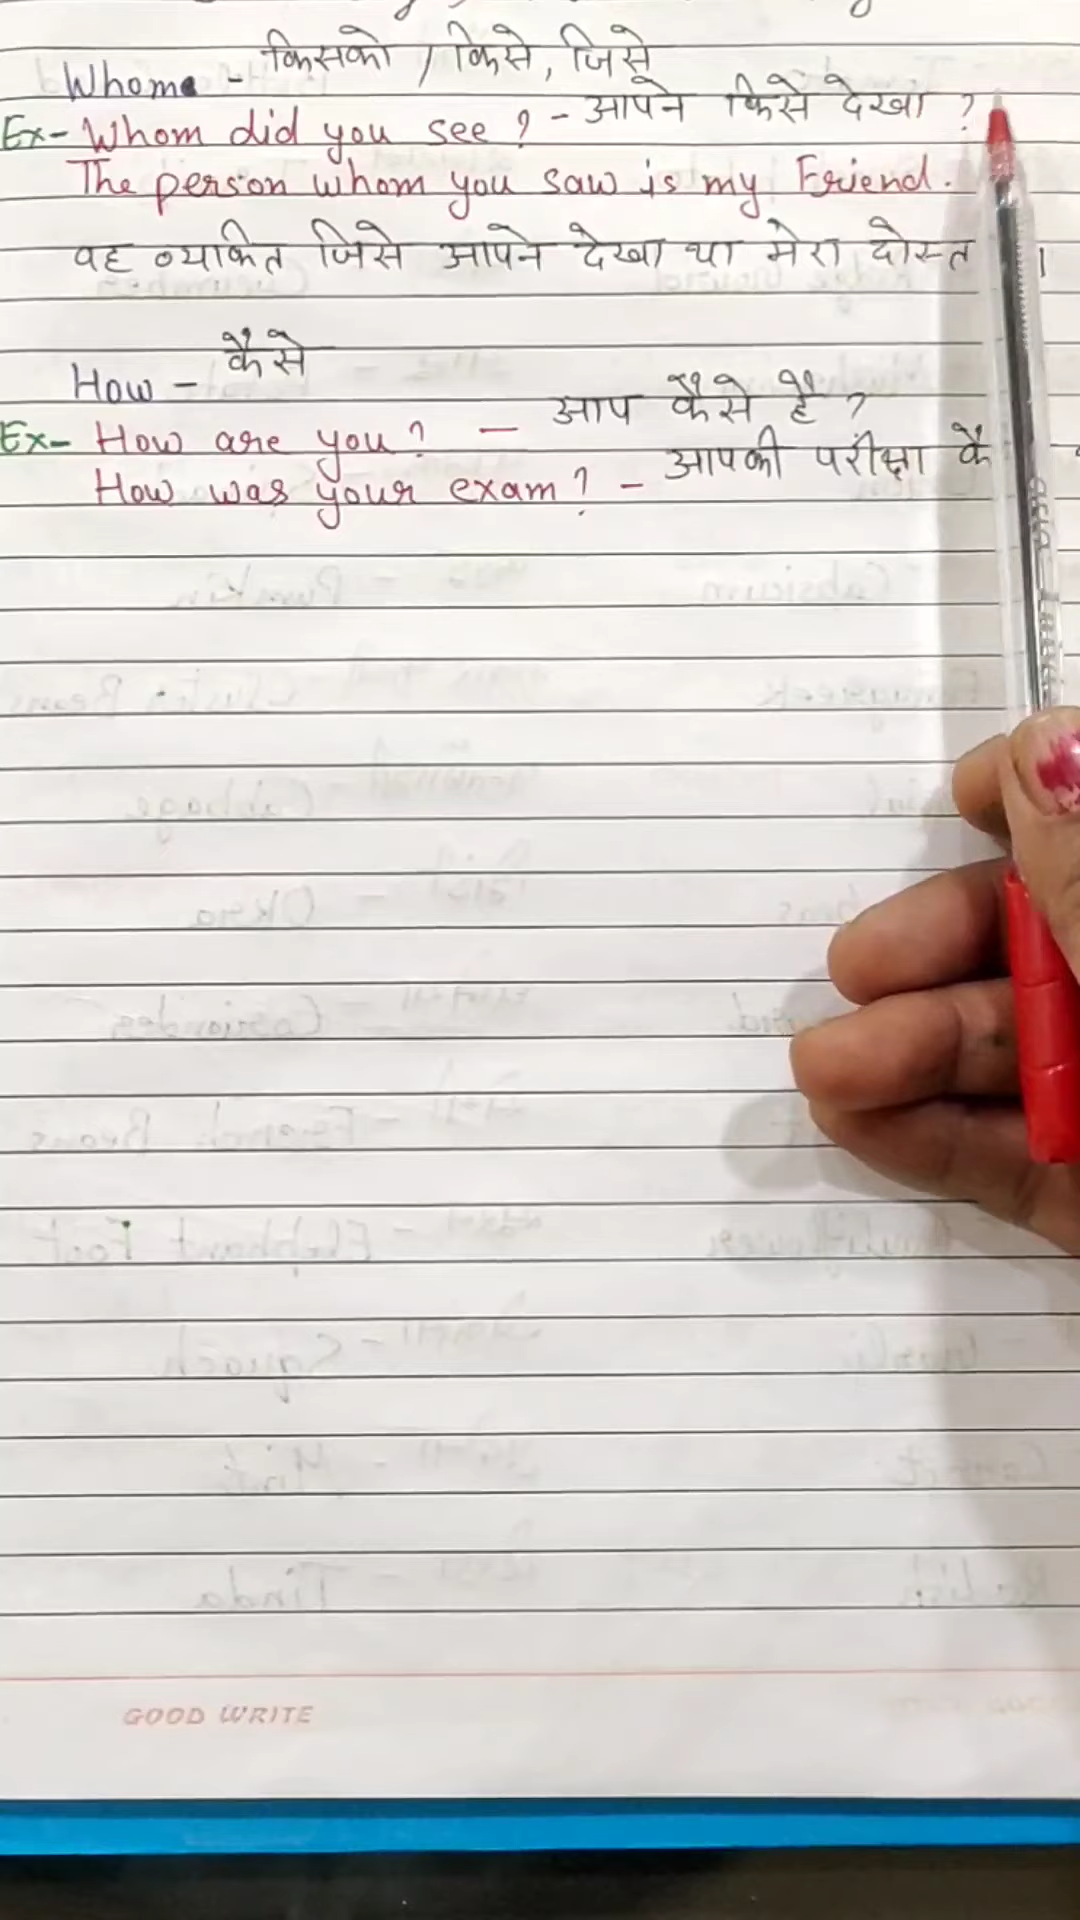 Whome - किसको / किसे, जिसे
Ex- Whom did you see ? - आपने किसे देखा ?
The person whom you saw is my Friend.
वह व्यकित जिसे आपने देखा था मेरा दोस्त ।
How - कैसे
Ex- How are you? - आप कैसे हैं ?
How was your exam ? - आपकी परीक्षा कै
GOOD WRITE